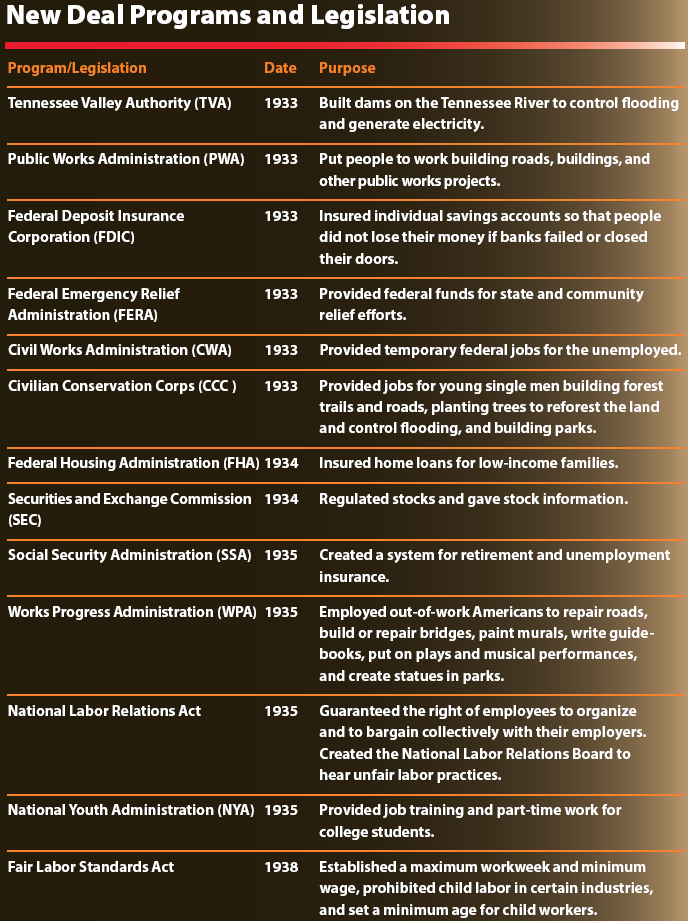 New Deal Programs and Legislation
Program/Legislation Date Purpose
Tennessee Valley Authority (TVA) 1933 Built dams on the Tennessee River to control flooding
and generate electricity.
Public Works Administration (PWA) 1933 Put people to work building roads, buildings, and
other public works projects.
Federal Deposit Insurance 1933 Insured individual savings accounts so that people
Corporation (FDIC) did not lose their money if banks failed or closed
their doors.
Federal Emergency Relief 1933 Provided federal funds for state and community
Administration (FERA) relief efforts.
Civil Works Administration (CWA) 1933 Provided temporary federal jobs for the unemployed.
Civilian Conservation Corps (CCC ) 1933 Provided jobs for young single men building forest
trails and roads, planting trees to reforest the land
and control flooding, and building parks.
Federal Housing Administration (FHA) 1934 Insured home loans for low-income families.
Securities and Exchange Commission 1934 Regulated stocks and gave stock information.
(SEC)
Social Security Administration (SSA) 1935 Created a system for retirement and unemployment
insurance.
Works Progress Administration (WPA) 1935 Employed out-of-work Americans to repair roads,
build or repair bridges, paint murals, write guide-
books, put on plays and musical performances,
and create statues in parks.
National Labor Relations Act 1935 Guaranteed the right of employees to organize
and to bargain collectively with their employers.
Created the National Labor Relations Board to
hear unfair labor practices.
National Youth Administration (NYA) 1935 Provided job training and part-time work for
college students.
Fair Labor Standards Act 1938 Established a maximum workweek and minimum
wage, prohibited child labor in certain industries,
and set a minimum age for child workers.